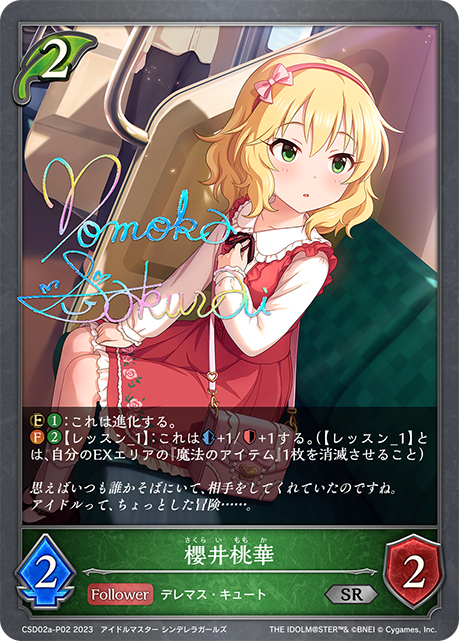 2
Momoka
Sakurai
E 1：これは進化する。
F 2【レッスン_1】：これは+1/+1する。（【レッスン_1】と
は、自分のEXエリアの『魔法のアイテム』1枚を消滅させること）
思えばいつも誰かそばにいて、相手をしてくれていたのですね。
アイドルって、ちょっとした冒険……。
さくらい ももか
櫻井桃華
2
Follower デレマス・キュート SR
2
CSD02a-P02 2023 アイドルマスター シンデレラガールズ THE IDOLM@STER™& ©BNEI © Cygames, Inc.